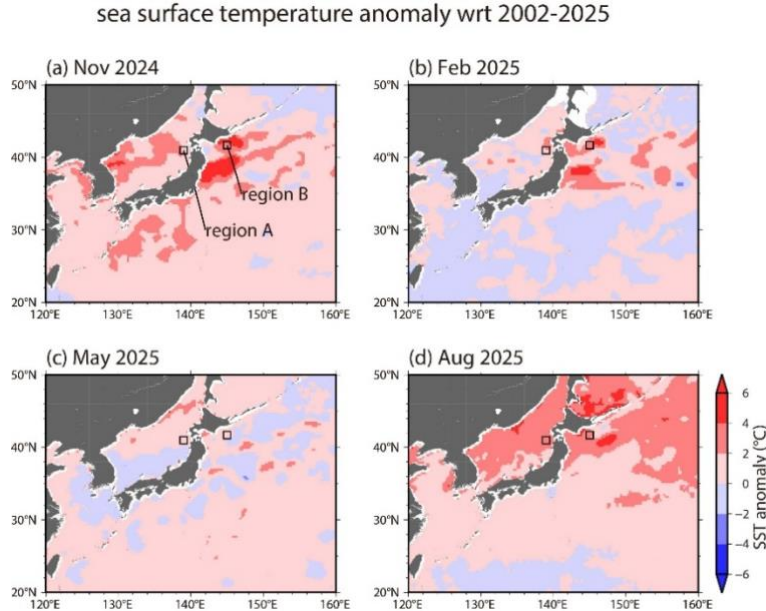 sea surface temperature anomaly wrt 2002-2025
(a) Nov 2024
(b) Feb 2025
50°N
40°N
30°N
20°N
region B
region A
120°E 130°E 140°E 150°E 160°E
50°N
40°N
30°N
20°N
120°E 130°E 140°E 150°E 160°E
(c) May 2025
(d) Aug 2025
50°N
40°N
30°N
20°N
120°E 130°E 140°E 150°E 160°E
50°N
40°N
30°N
20°N
120°E 130°E 140°E 150°E 160°E
6
4
2
0
−2
−4
−6
SST anomaly (°C)